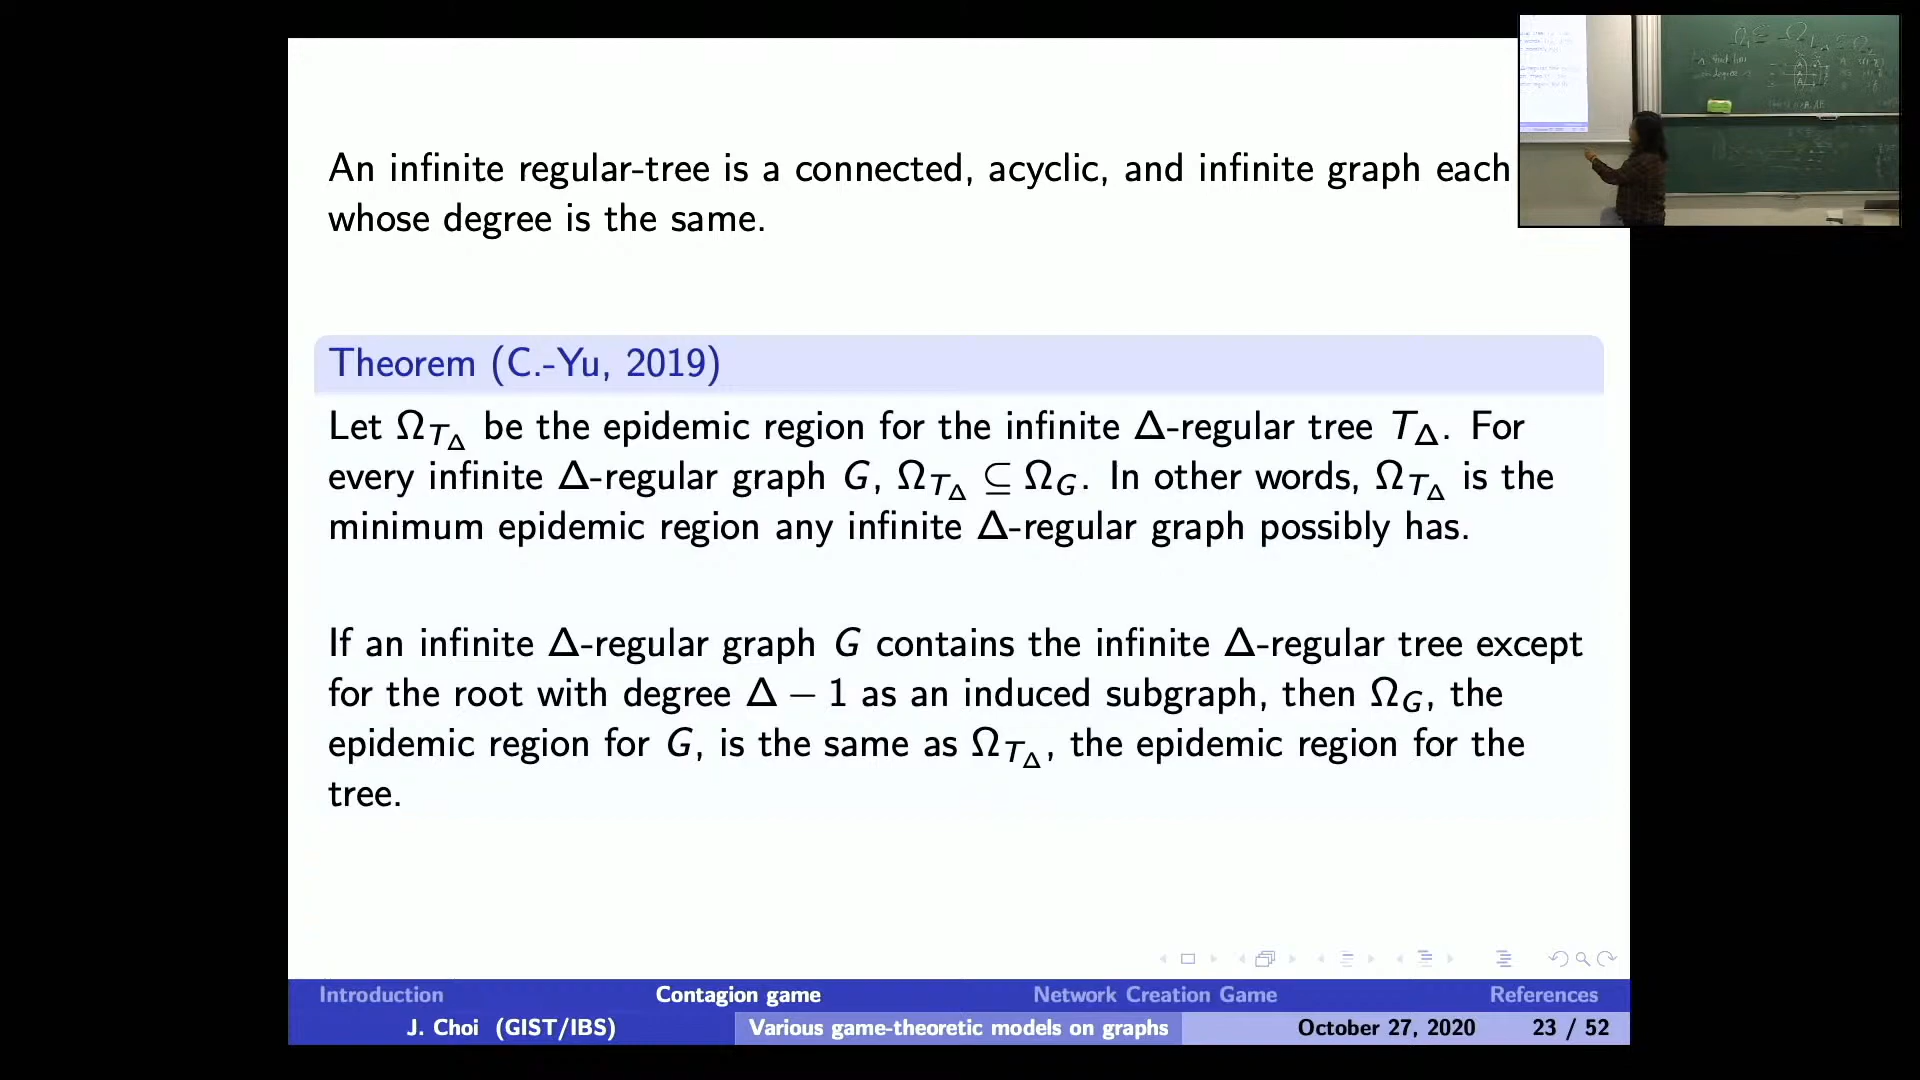 An infinite regular-tree is a connected, acyclic, and infinite graph each
whose degree is the same.
Theorem (C.-Yu, 2019)
Let Ω_{T_Δ} be the epidemic region for the infinite Δ-regular tree T_Δ. For
every infinite Δ-regular graph G, Ω_{T_Δ} ⊆ Ω_G. In other words, Ω_{T_Δ} is the
minimum epidemic region any infinite Δ-regular graph possibly has.
If an infinite Δ-regular graph G contains the infinite Δ-regular tree except
for the root with degree Δ − 1 as an induced subgraph, then Ω_G, the
epidemic region for G, is the same as Ω_{T_Δ}, the epidemic region for the
tree.
Introduction Contagion game Network Creation Game References
J. Choi (GIST/IBS) Various game-theoretic models on graphs October 27, 2020 23 / 52